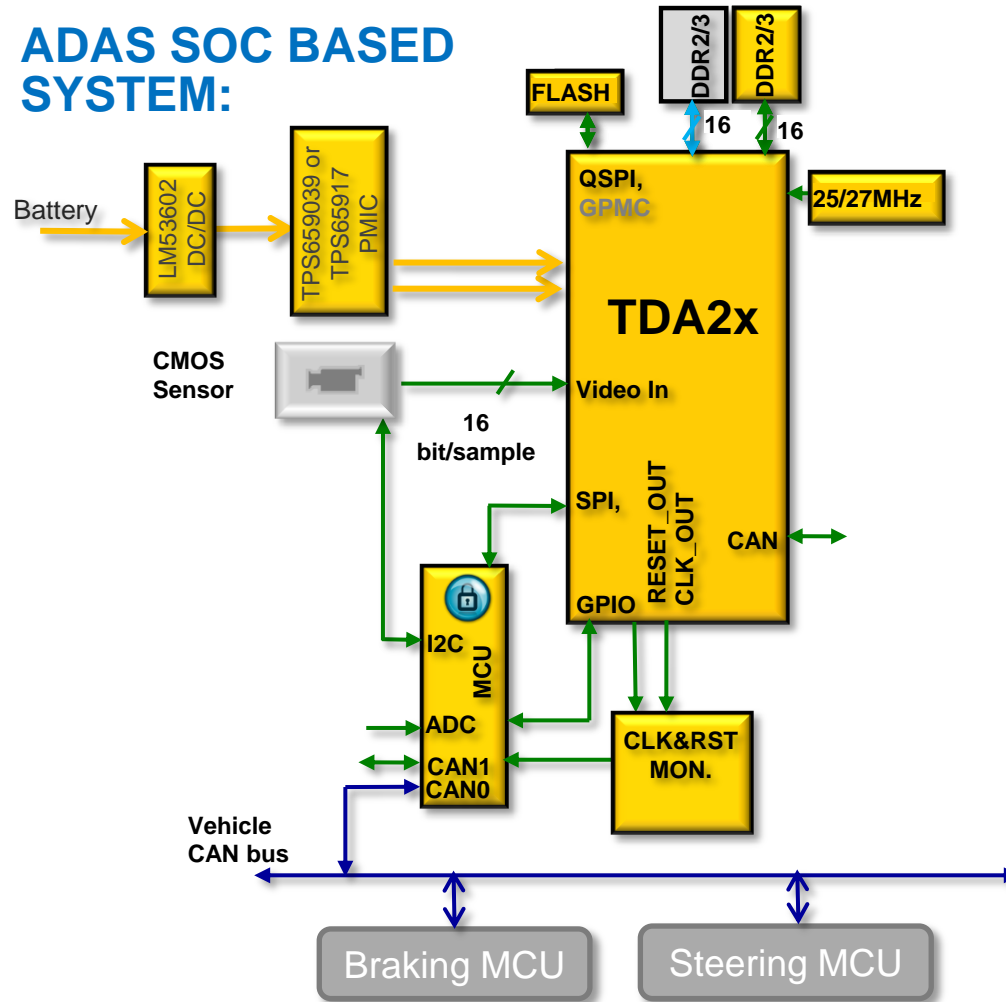 ADAS SOC BASED
SYSTEM:
DDR2/3
DDR2/3
FLASH
16
16
QSPI,
GPMC
25/27MHz
Battery
LM53602
DC/DC
TPS659039 or
TPS65917
PMIC
TDA2x
CMOS
Sensor
Video In
16
bit/sample
SPI,
RESET_OUT
CLK_OUT
CAN
GPIO
I2C
MCU
ADC
CAN1
CAN0
CLK&RST
MON.
Vehicle
CAN bus
Braking MCU
Steering MCU